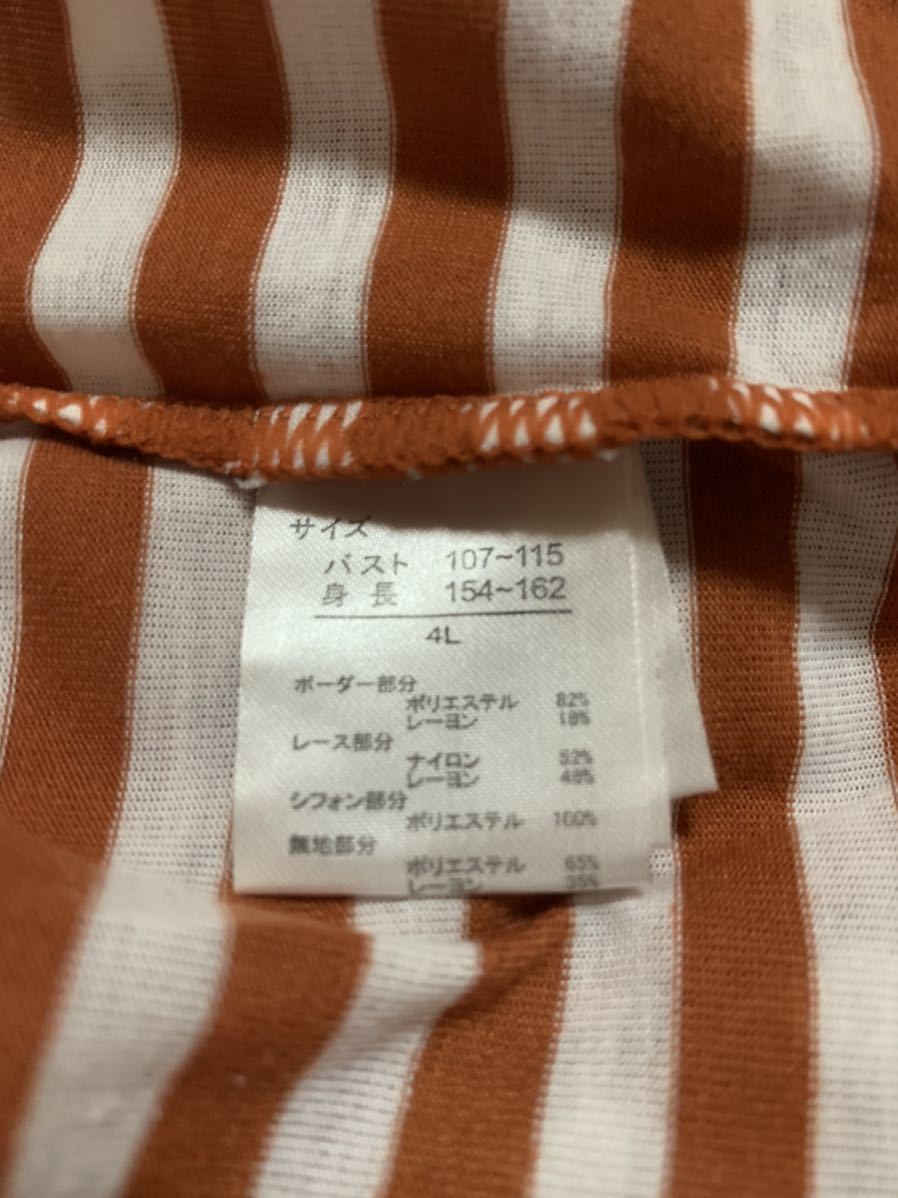 サイズ
バスト 107~115
身長 154~162
4L
ボーダー部分
ポリエステル 82%
レーヨン 18%
レース部分
ナイロン 52%
レーヨン 48%
シフォン部分
ポリエステル 100%
無地部分
ポリエステル 65%
レーヨン 35%